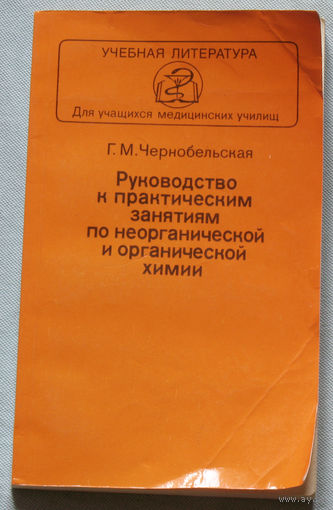 УЧЕБНАЯ ЛИТЕРАТУРА
Для учащихся медицинских училищ
Г. М. Чернобельская
Руководство
к практическим
занятиям
по неорганической
и органической
химии